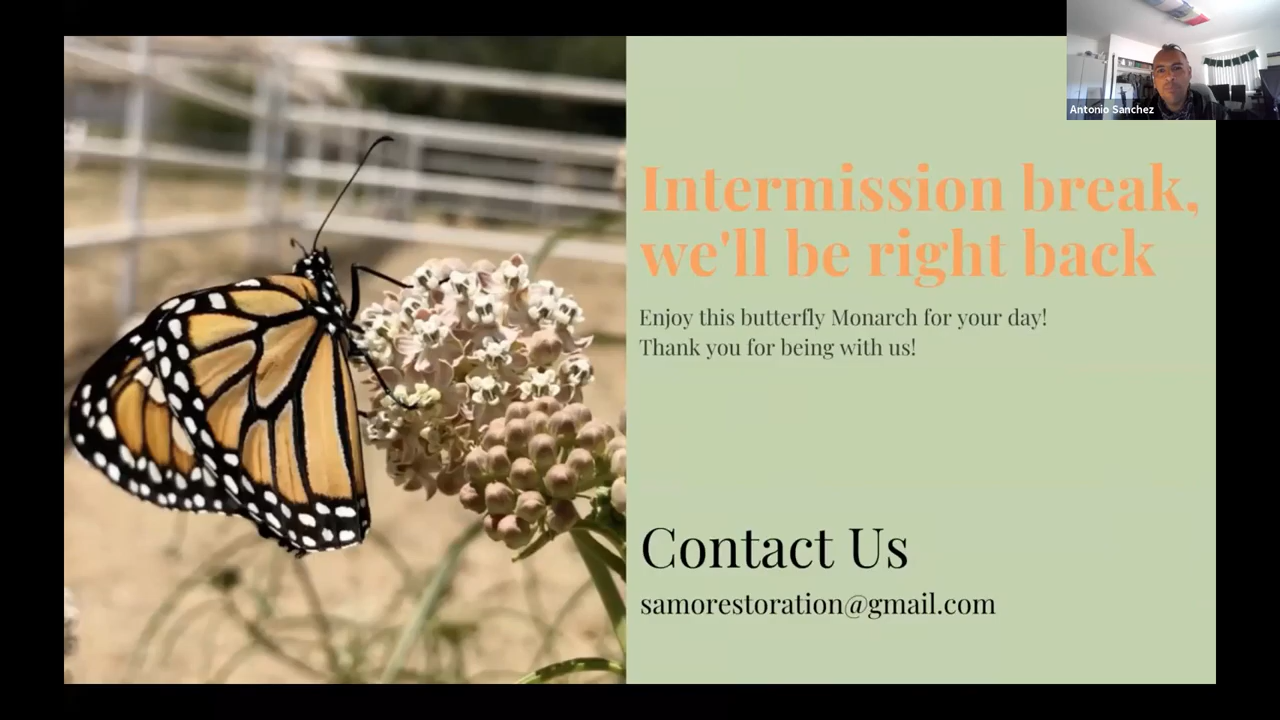 Antonio Sanchez
Intermission break,
we'll be right back
Enjoy this butterfly Monarch for your day!
Thank you for being with us!
Contact Us
samorestoration@gmail.com